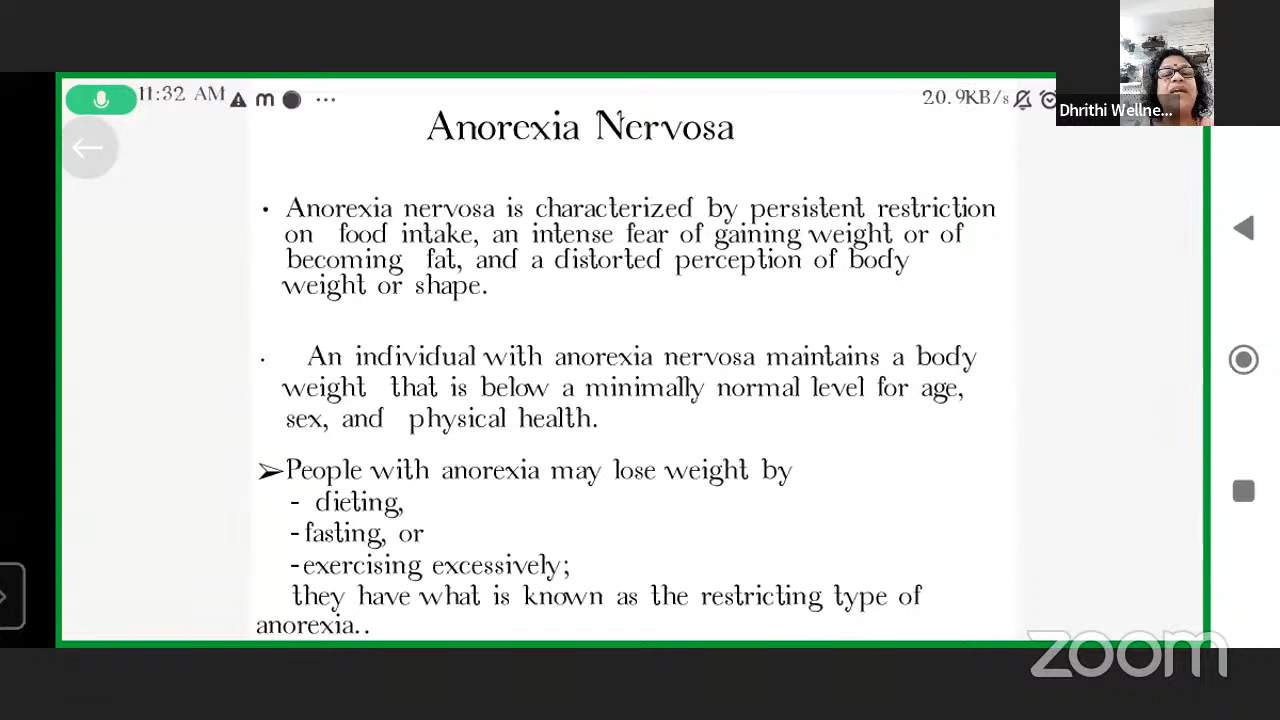 11:32 AM
20.9KB/s
Dhrithi Wellne...
Anorexia Nervosa
• Anorexia nervosa is characterized by persistent restriction
on food intake, an intense fear of gaining weight or of
becoming fat, and a distorted perception of body
weight or shape.
. An individual with anorexia nervosa maintains a body
weight that is below a minimally normal level for age,
sex, and physical health.
➢People with anorexia may lose weight by
- dieting,
-fasting, or
-exercising excessively;
they have what is known as the restricting type of
anorexia..
zoom